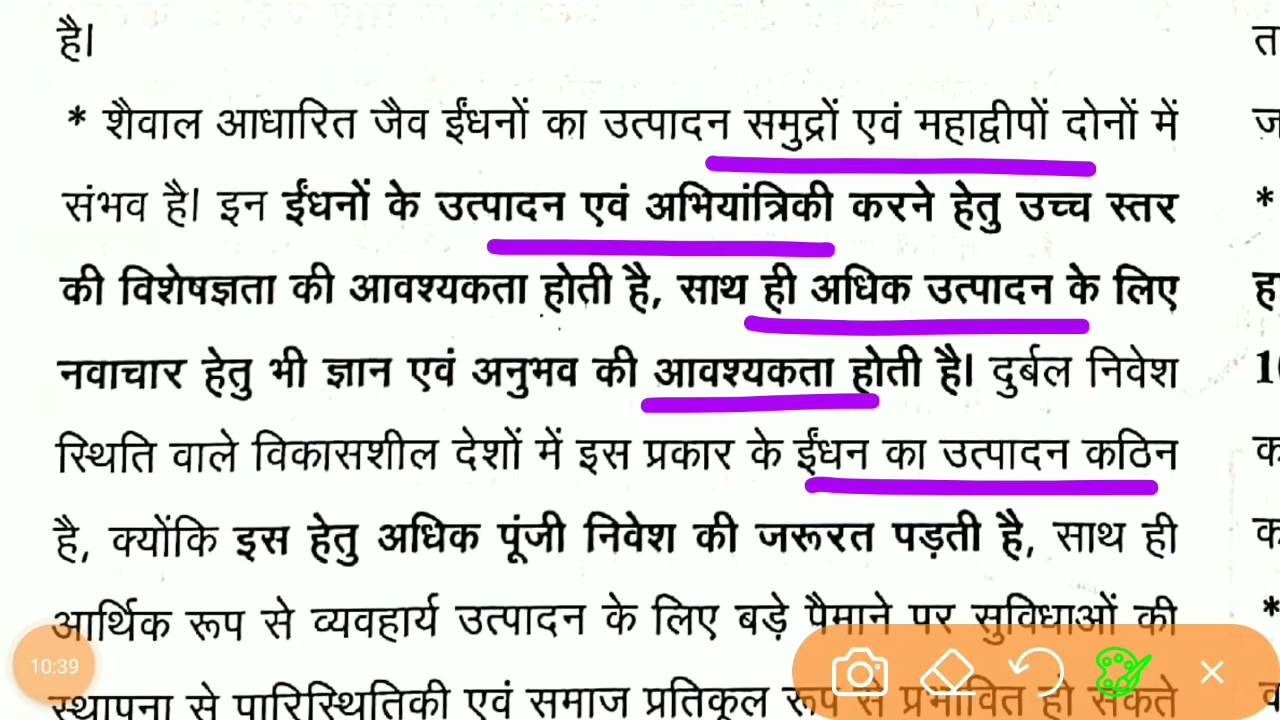 है।
* शैवाल आधारित जैव ईंधनों का उत्पादन समुद्रों एवं महाद्वीपों दोनों में
संभव है। इन ईंधनों के उत्पादन एवं अभियांत्रिकी करने हेतु उच्च स्तर
की विशेषज्ञता की आवश्यकता होती है, साथ ही अधिक उत्पादन के लिए
नवाचार हेतु भी ज्ञान एवं अनुभव की आवश्यकता होती है। दुर्बल निवेश
स्थिति वाले विकासशील देशों में इस प्रकार के ईंधन का उत्पादन कठिन
है, क्योंकि इस हेतु अधिक पूंजी निवेश की जरूरत पड़ती है, साथ ही
आर्थिक रूप से व्यवहार्य उत्पादन के लिए बड़े पैमाने पर सुविधाओं की
स्थापना से पारिस्थितिकी एवं समाज प्रतिकूल रूप से प्रभावित हो सकते
10:39